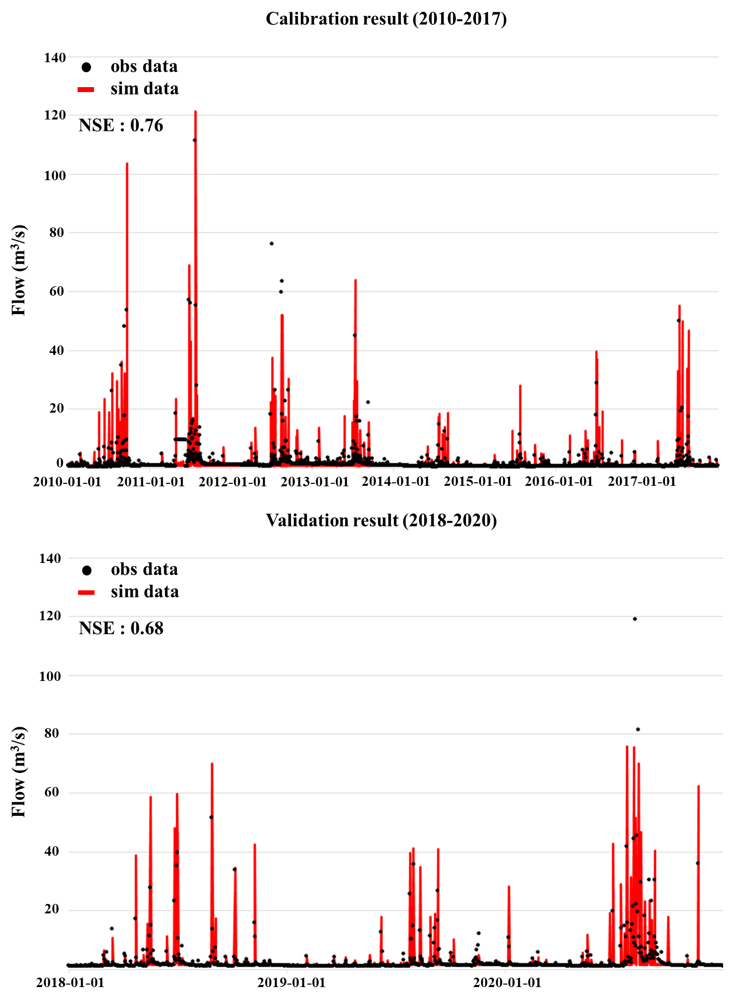 Calibration result (2010-2017)
140
obs data
sim data
120
NSE : 0.76
100
80
Flow (m³/s)
60
40
20
0
2010-01-01 2011-01-01 2012-01-01 2013-01-01 2014-01-01 2015-01-01 2016-01-01 2017-01-01
Validation result (2018-2020)
140
obs data
sim data
120
NSE : 0.68
100
80
Flow (m³/s)
60
40
20
2018-01-01 2019-01-01 2020-01-01